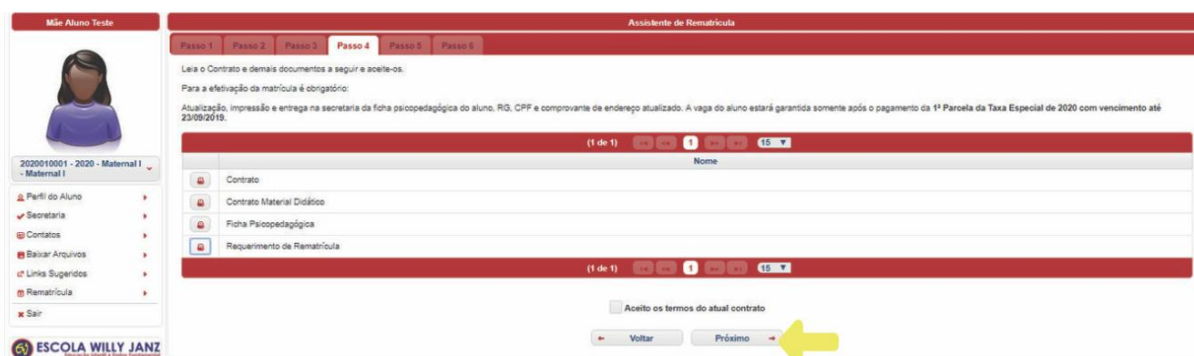 Mãe Aluno Teste
2020010001 - 2020 - Maternal I
- Maternal I
Perfil do Aluno
Secretaria
Contatos
Baixar Arquivos
Links Sugeridos
Rematrícula
Sair
ESCOLA WILLY JANZ
Educação Infantil e Ensino Fundamental
Assistente de Rematrícula
Passo 1 Passo 2 Passo 3 Passo 4 Passo 5 Passo 6
Leia o Contrato e demais documentos a seguir e aceite-os.
Para a efetivação da matrícula é obrigatório:
Atualização, impressão e entrega na secretaria da ficha psicopedagógica do aluno, RG, CPF e comprovante de endereço atualizado. A vaga do aluno estará garantida somente após o pagamento da 1ª Parcela da Taxa Especial de 2020 com vencimento até
23/09/2019.
(1 de 1) 1 15
Nome
Contrato
Contrato Material Didático
Ficha Psicopedagógica
Requerimento de Rematrícula
(1 de 1) 1 15
Aceito os termos do atual contrato
Voltar Próximo